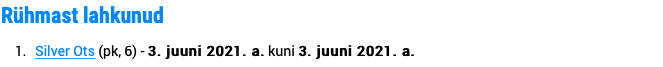 Rühmast lahkunud
1. Silver Ots (pk, 6) - 3. juuni 2021. a. kuni 3. juuni 2021. a.